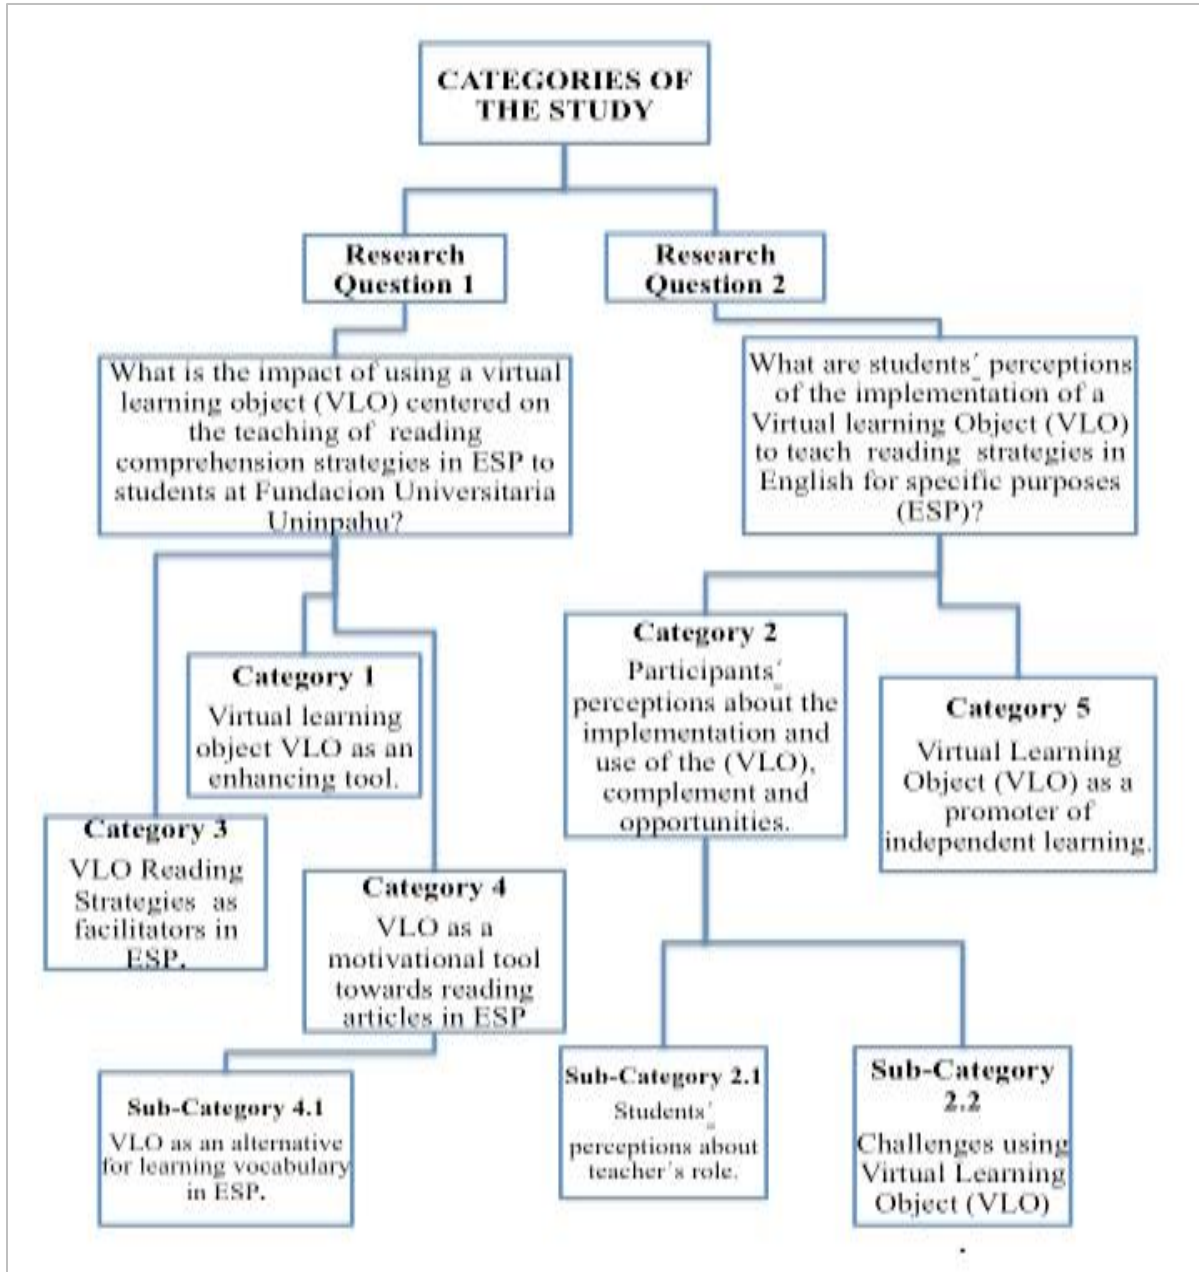 CATEGORIES OF
THE STUDY
Research
Question 1
What is the impact of using a virtual
learning object (VLO) centered on
the teaching of reading
comprehension strategies in ESP to
students at Fundacion Universitaria
Uninpahu?
Category 1
Virtual learning
object VLO as an
enhancing tool.
Category 3
VLO Reading
Strategies as
facilitators in
ESP.
Category 4
VLO as a
motivational tool
towards reading
articles in ESP
Sub-Category 4.1
VLO as an alternative
for learning vocabulary
in ESP.
Research
Question 2
What are students´ perceptions
of the implementation of a
Virtual learning Object (VLO)
to teach reading strategies in
English for specific purposes
(ESP)?
Category 2
Participants´
perceptions about the
implementation and
use of the (VLO),
complement and
opportunities.
Category 5
Virtual Learning
Object (VLO) as a
promoter of
independent learning.
Sub-Category 2.1
Students´
perceptions about
teacher´s role.
Sub-Category
2.2
Challenges using
Virtual Learning
Object (VLO)
.